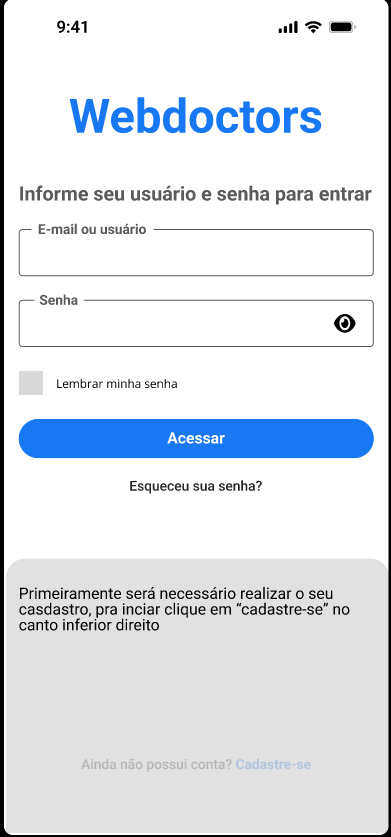 9:41
Webdoctors
Informe seu usuário e senha para entrar
E-mail ou usuário
Senha
Lembrar minha senha
Acessar
Esqueceu sua senha?
Primeiramente será necessário realizar o seu
casdastro, pra inciar clique em “cadastre-se” no
canto inferior direito
Ainda não possui conta? Cadastre-se